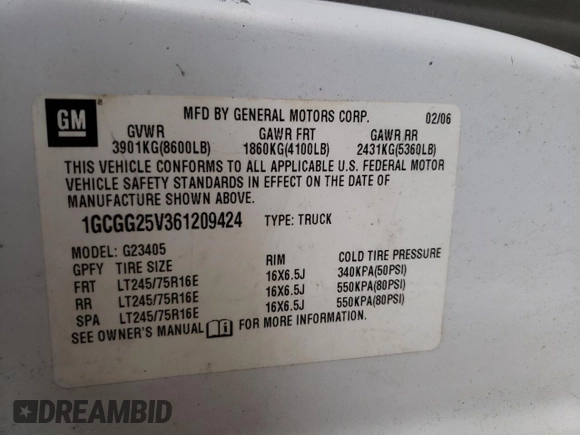 GM
MFD BY GENERAL MOTORS CORP. 02/06
GVWR GAWR FRT GAWR RR
3901KG(8600LB) 1860KG(4100LB) 2431KG(5360LB)
THIS VEHICLE CONFORMS TO ALL APPLICABLE U.S. FEDERAL MOTOR
VEHICLE SAFETY STANDARDS IN EFFECT ON THE DATE OF
MANUFACTURE SHOWN ABOVE.
1GCGG25V361209424 TYPE: TRUCK
MODEL: G23405
GPFY TIRE SIZE RIM COLD TIRE PRESSURE
FRT LT245/75R16E 16X6.5J 340KPA(50PSI)
RR LT245/75R16E 16X6.5J 550KPA(80PSI)
SPA LT245/75R16E 16X6.5J 550KPA(80PSI)
SEE OWNER'S MANUAL FOR MORE INFORMATION.
DREAMBID